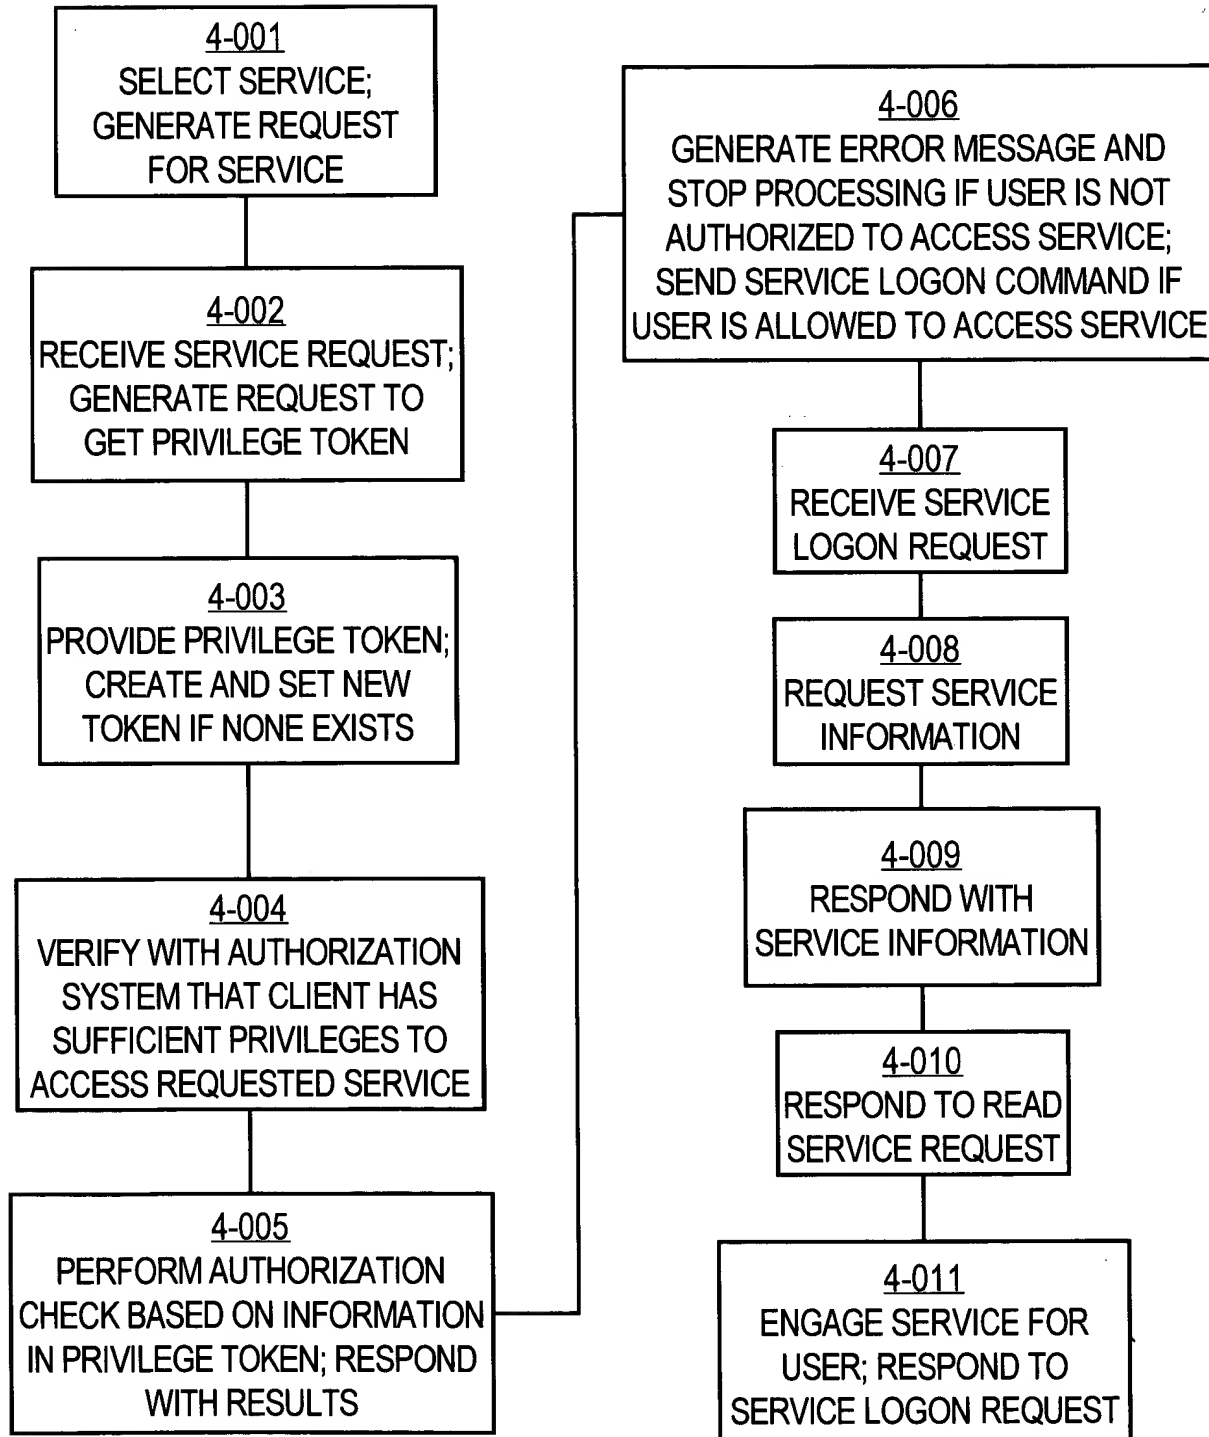 4-001
SELECT SERVICE;
GENERATE REQUEST
FOR SERVICE
4-002
RECEIVE SERVICE REQUEST;
GENERATE REQUEST TO
GET PRIVILEGE TOKEN
4-003
PROVIDE PRIVILEGE TOKEN;
CREATE AND SET NEW
TOKEN IF NONE EXISTS
4-004
VERIFY WITH AUTHORIZATION
SYSTEM THAT CLIENT HAS
SUFFICIENT PRIVILEGES TO
ACCESS REQUESTED SERVICE
4-005
PERFORM AUTHORIZATION
CHECK BASED ON INFORMATION
IN PRIVILEGE TOKEN; RESPOND
WITH RESULTS
4-006
GENERATE ERROR MESSAGE AND
STOP PROCESSING IF USER IS NOT
AUTHORIZED TO ACCESS SERVICE;
SEND SERVICE LOGON COMMAND IF
USER IS ALLOWED TO ACCESS SERVICE
4-007
RECEIVE SERVICE
LOGON REQUEST
4-008
REQUEST SERVICE
INFORMATION
4-009
RESPOND WITH
SERVICE INFORMATION
4-010
RESPOND TO READ
SERVICE REQUEST
4-011
ENGAGE SERVICE FOR
USER; RESPOND TO
SERVICE LOGON REQUEST